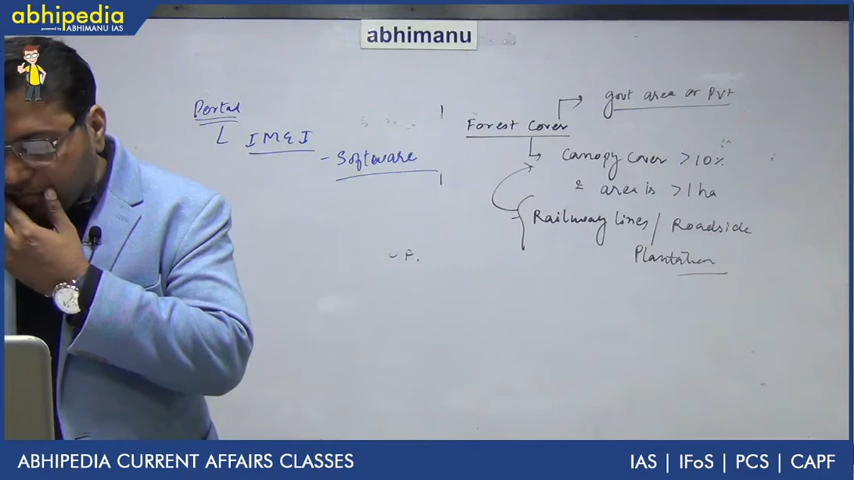 abhipedia
powered by ABHIMANU IAS
abhimanu
Portal
IMEI
- Software
Forest Cover
govt area or Pvt
Canopy cover > 10%
& area is > 1 ha
Railway lines / Roadside
Plantation
ABHIPEDIA CURRENT AFFAIRS CLASSES
IAS | IFoS | PCS | CAPF